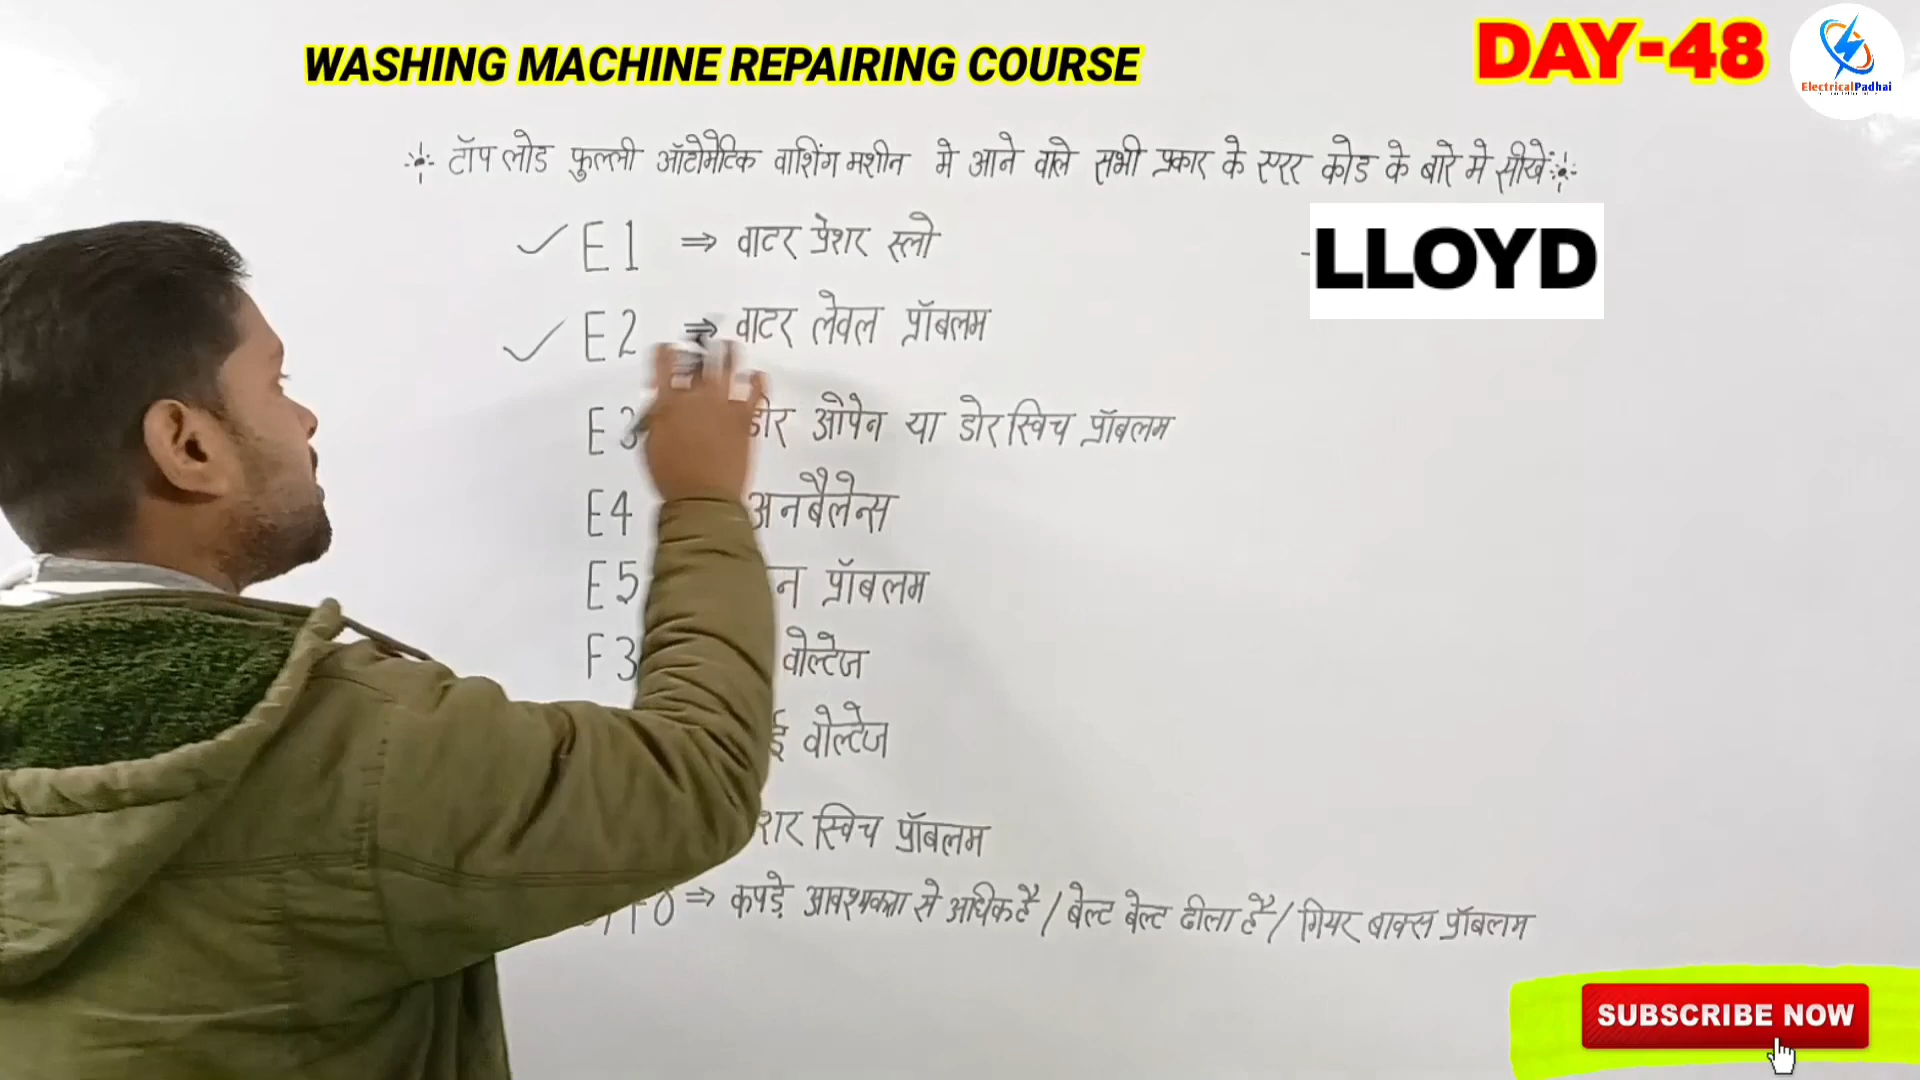 WASHING MACHINE REPAIRING COURSE
DAY-48
ElectricalPadhai
टॉप लोड फुल्ली ऑटोमेटिक वाशिंग मशीन मे आने वाले सभी प्रकार के एरर कोड के बारे मे सीखें
E1 ⇒ वाटर प्रेशर स्लो
LLOYD
E2 ⇒ वाटर लेवल प्रॉबलम
E3 डोर ओपेन या डोर स्विच प्रॉबलम
E4 अनबैलेन्स
E5 न प्रॉबलम
F3 वोल्टेज
ई वोल्टेज
शर स्विच प्रॉबलम
⇒ कपड़े आवश्यकता से अधिक है / बेल्ट बेल्ट ढीला है / गियर बाक्स प्रॉबलम
SUBSCRIBE NOW